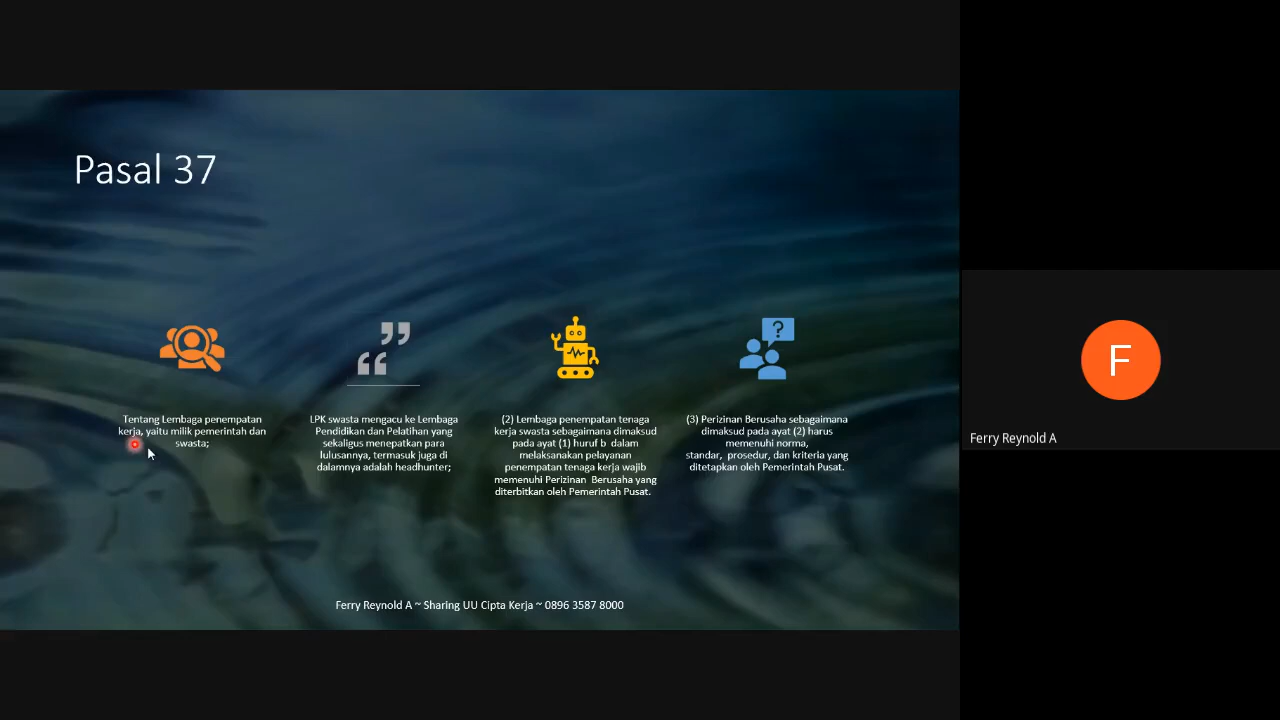 Pasal 37
Tentang Lembaga penempatan
kerja, yaitu milik pemerintah dan
swasta;
LPK swasta mengacu ke Lembaga
Pendidikan dan Pelatihan yang
sekaligus menepatkan para
lulusannya, termasuk juga di
dalamnya adalah headhunter;
(2) Lembaga penempatan tenaga
kerja swasta sebagaimana dimaksud
pada ayat (1) huruf b dalam
melaksanakan pelayanan
penempatan tenaga kerja wajib
memenuhi Perizinan Berusaha yang
diterbitkan oleh Pemerintah Pusat.
(3) Perizinan Berusaha sebagaimana
dimaksud pada ayat (2) harus
memenuhi norma,
standar, prosedur, dan kriteria yang
ditetapkan oleh Pemerintah Pusat.
Ferry Reynold A ~ Sharing UU Cipta Kerja ~ 0896 3587 8000
F
Ferry Reynold A